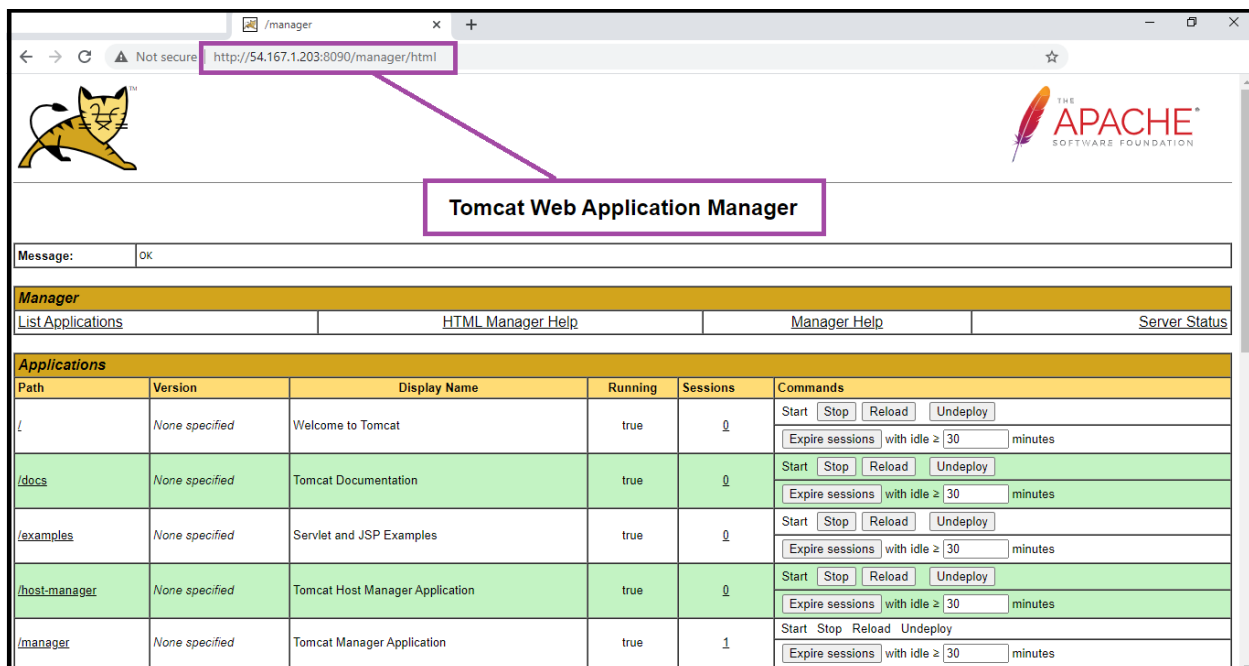 /manager
Not secure http://54.167.1.203:8090/manager/html
TM
THE
APACHE®
SOFTWARE FOUNDATION
Tomcat Web Application Manager
Message: OK
Manager
List Applications HTML Manager Help Manager Help Server Status
Applications
Path Version Display Name Running Sessions Commands
Start Stop Reload Undeploy
/ None specified Welcome to Tomcat true 0
Expire sessions with idle ≥ 30 minutes
Start Stop Reload Undeploy
/docs None specified Tomcat Documentation true 0
Expire sessions with idle ≥ 30 minutes
Start Stop Reload Undeploy
/examples None specified Servlet and JSP Examples true 0
Expire sessions with idle ≥ 30 minutes
Start Stop Reload Undeploy
/host-manager None specified Tomcat Host Manager Application true 0
Expire sessions with idle ≥ 30 minutes
Start Stop Reload Undeploy
/manager None specified Tomcat Manager Application true 1
Expire sessions with idle ≥ 30 minutes